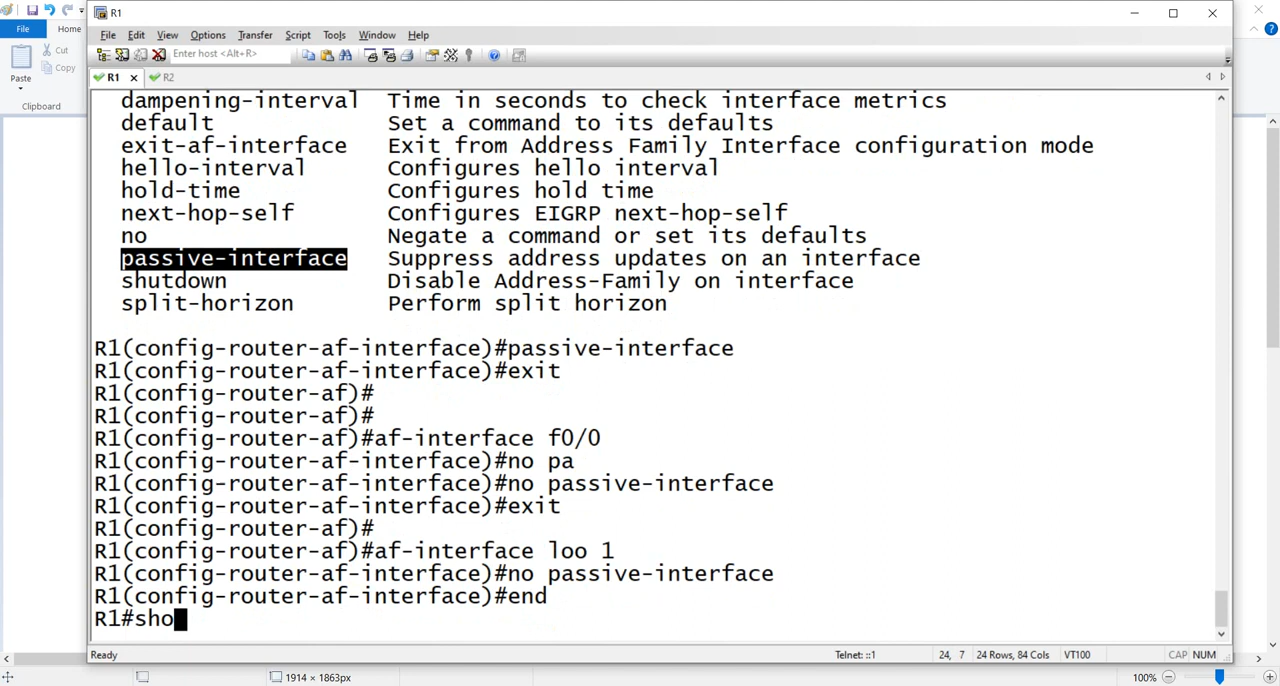 R1
File Home
File Edit View Options Transfer Script Tools Window Help
Cut
Enter host <Alt+R>
Copy
Paste
R1 R2
Clipboard
dampening-interval Time in seconds to check interface metrics
default Set a command to its defaults
exit-af-interface Exit from Address Family Interface configuration mode
hello-interval Configures hello interval
hold-time Configures hold time
next-hop-self Configures EIGRP next-hop-self
no Negate a command or set its defaults
passive-interface Suppress address updates on an interface
shutdown Disable Address-Family on interface
split-horizon Perform split horizon
R1(config-router-af-interface)#passive-interface
R1(config-router-af-interface)#exit
R1(config-router-af)#
R1(config-router-af)#
R1(config-router-af)#af-interface f0/0
R1(config-router-af-interface)#no pa
R1(config-router-af-interface)#no passive-interface
R1(config-router-af-interface)#exit
R1(config-router-af)#
R1(config-router-af)#af-interface loo 1
R1(config-router-af-interface)#no passive-interface
R1(config-router-af-interface)#end
R1#sho
Ready Telnet: ::1 24, 7 24 Rows, 84 Cols VT100 CAP NUM
1914 × 1863px 100%